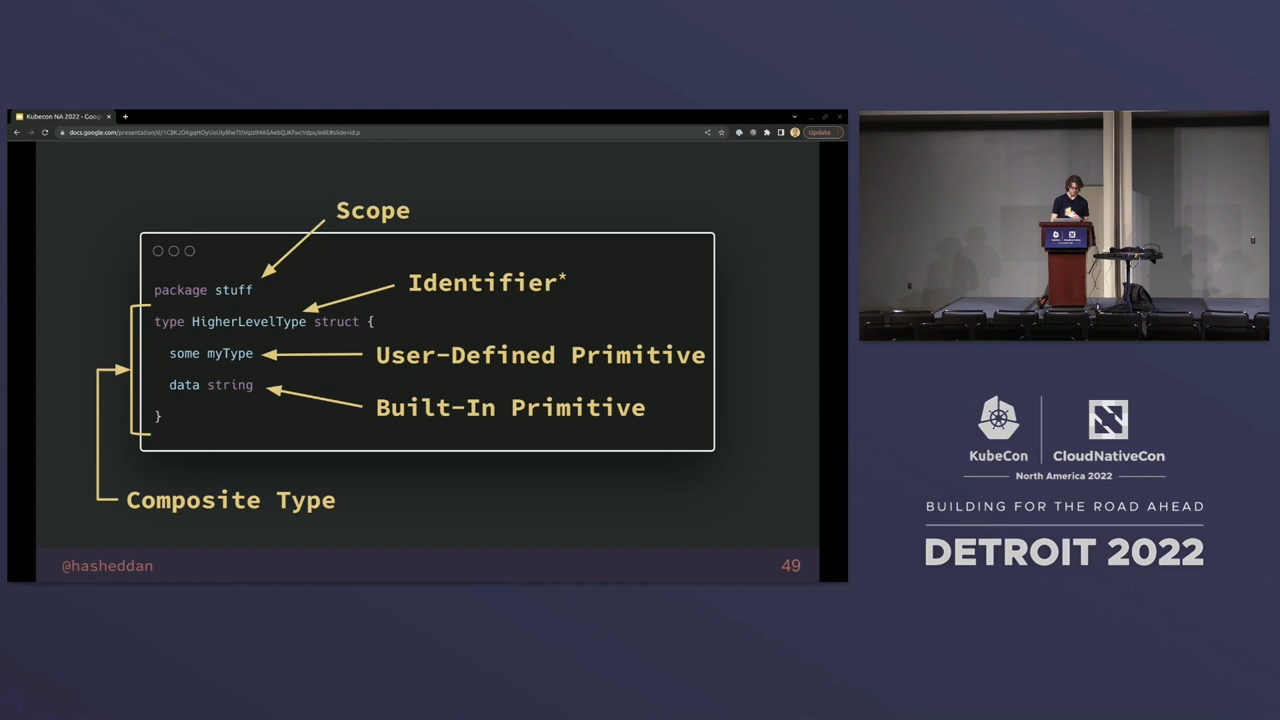 Kubecon NA 2022 - Goog
Update
Scope
package stuff
Identifier*
type HigherLevelType struct {
some myType
User-Defined Primitive
data string
Built-In Primitive
}
Composite Type
@hasheddan
49
KubeCon
CloudNativeCon
North America 2022
BUILDING FOR THE ROAD AHEAD
DETROIT 2022